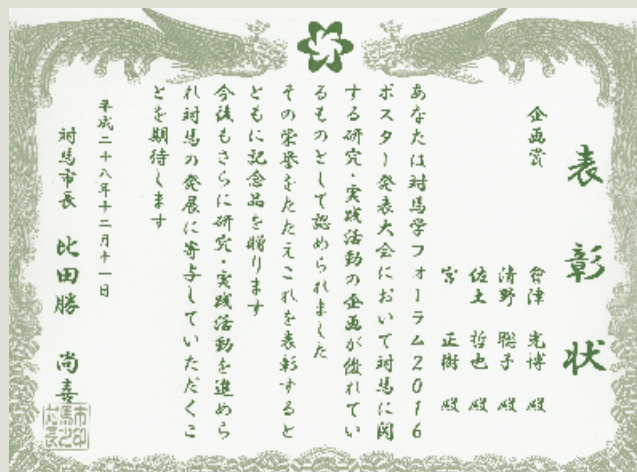 表彰状
企画賞
會津 光博 殿
清野 聡子 殿
佐土 哲也 殿
宮 正樹 殿
あなたは対馬学フォーラム2016
ポスター発表大会において対馬に関
する研究・実践活動の企画が優れてい
るものとして認められました
その栄誉をたたえこれを表彰すると
ともに記念品を贈ります
今後もさらに研究・実践活動を進めら
れ対馬の発展に寄与していただくこ
とを期待します
平成二十八年十二月十一日
対馬市長 比田勝 尚喜